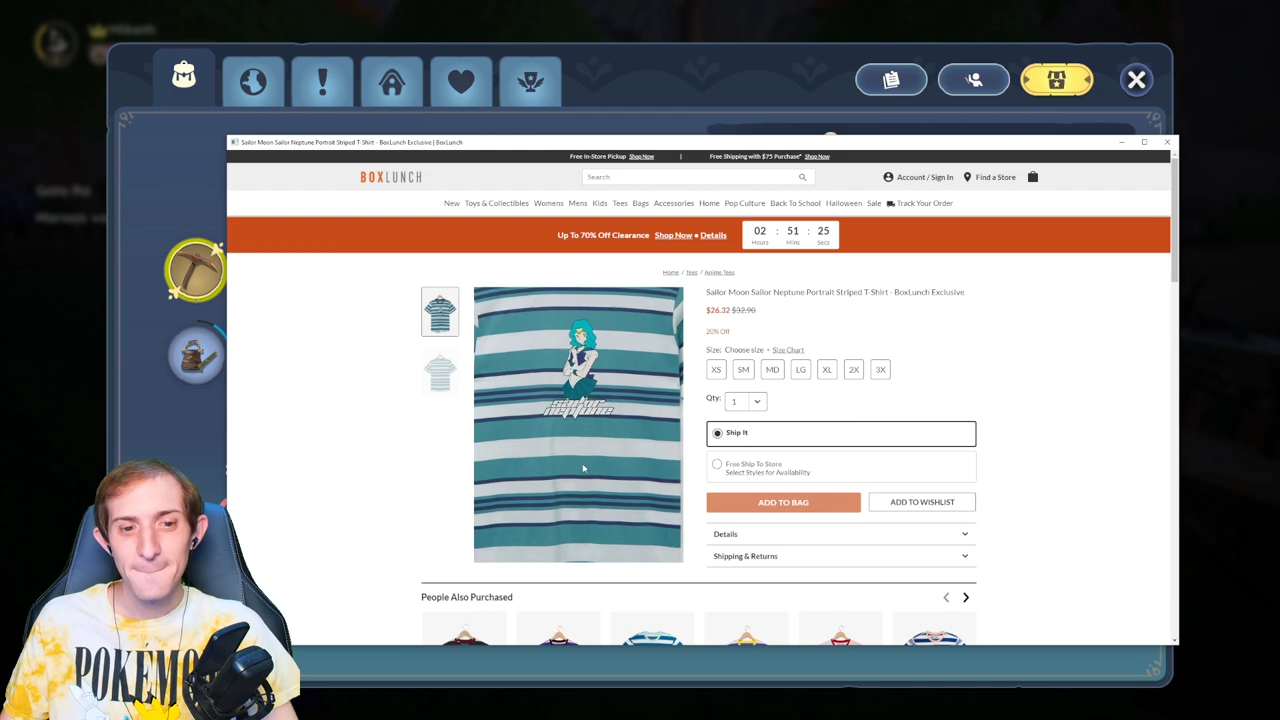 Sailor Moon Sailor Neptune Portrait Striped T-Shirt - BoxLunch Exclusive | BoxLunch
Free In-Store Pickup Shop Now | Free Shipping with $75 Purchase* Shop Now
BOXLUNCH
Search
Account / Sign In
Find a Store
New Toys & Collectibles Womens Mens Kids Tees Bags Accessories Home Pop Culture Back To School Halloween Sale Track Your Order
Up To 70% Off Clearance Shop Now • Details
02 : 51 : 25
Hours Mins Secs
Home / Tees / Anime Tees
Sailor Moon Sailor Neptune Portrait Striped T-Shirt - BoxLunch Exclusive
$26.32 $32.90
20% Off
Size: Choose size • Size Chart
XS SM MD LG XL 2X 3X
Qty: 1
sailor
neptune
Ship It
Free Ship To Store
Select Styles for Availability
ADD TO BAG
ADD TO WISHLIST
Details
Shipping & Returns
People Also Purchased
POKÉMO